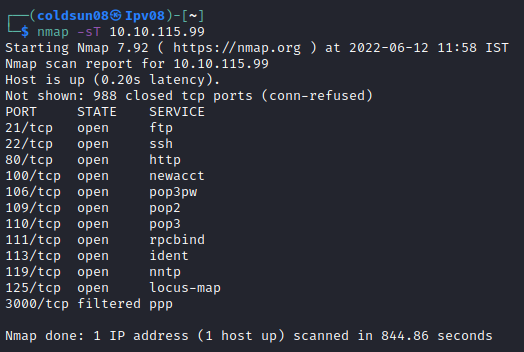 ┌──(coldsun08㉿Ipv08)-[~]
└─$ nmap -sT 10.10.115.99
Starting Nmap 7.92 ( https://nmap.org ) at 2022-06-12 11:58 IST
Nmap scan report for 10.10.115.99
Host is up (0.20s latency).
Not shown: 988 closed tcp ports (conn-refused)
PORT     STATE    SERVICE
21/tcp   open     ftp
22/tcp   open     ssh
80/tcp   open     http
100/tcp  open     newacct
106/tcp  open     pop3pw
109/tcp  open     pop2
110/tcp  open     pop3
111/tcp  open     rpcbind
113/tcp  open     ident
119/tcp  open     nntp
125/tcp  open     locus-map
3000/tcp filtered ppp
Nmap done: 1 IP address (1 host up) scanned in 844.86 seconds